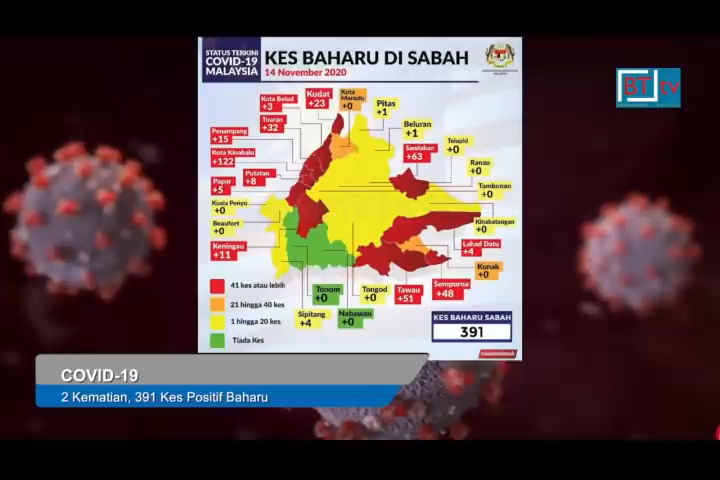 STATUS TERKINI
COVID-19
MALAYSIA
KES BAHARU DI SABAH
14 November 2020
BT tv
Kota Belud
+3
Kudat
+23
Kota
Marudu
+0
Pitas
+1
Tuaran
+32
Beluran
+1
Penampang
+15
Telupid
+0
Kota Kinabalu
+122
Sandakan
+63
Ranau
+0
Putatan
+8
Papar
+5
Tambunan
+0
Kuala Penyu
+0
Beaufort
+0
Kinabatangan
+0
Keningau
+11
Lahad Datu
+4
Kunak
+0
Tenom
+0
Tongod
+0
Tawau
+51
Semporna
+48
Sipitang
+4
Nabawan
+0
41 kes atau lebih
21 hingga 40 kes
1 hingga 20 kes
Tiada Kes
KES BAHARU SABAH
391
COVID-19
2 Kematian, 391 Kes Positif Baharu